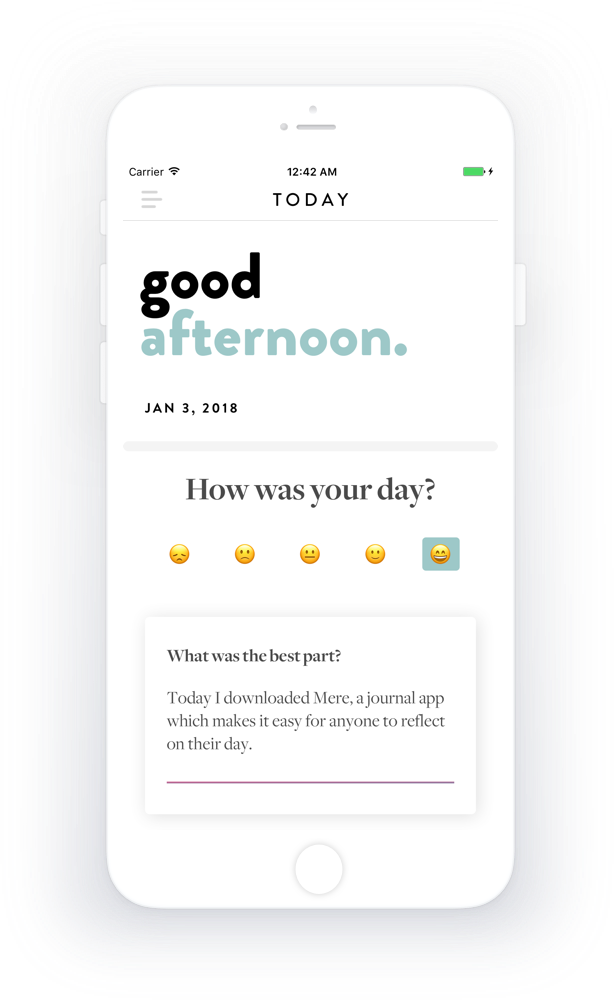 Carrier 12:42 AM
TODAY
good
afternoon.
JAN 3, 2018
How was your day?
What was the best part?
Today I downloaded Mere, a journal app
which makes it easy for anyone to reflect
on their day.